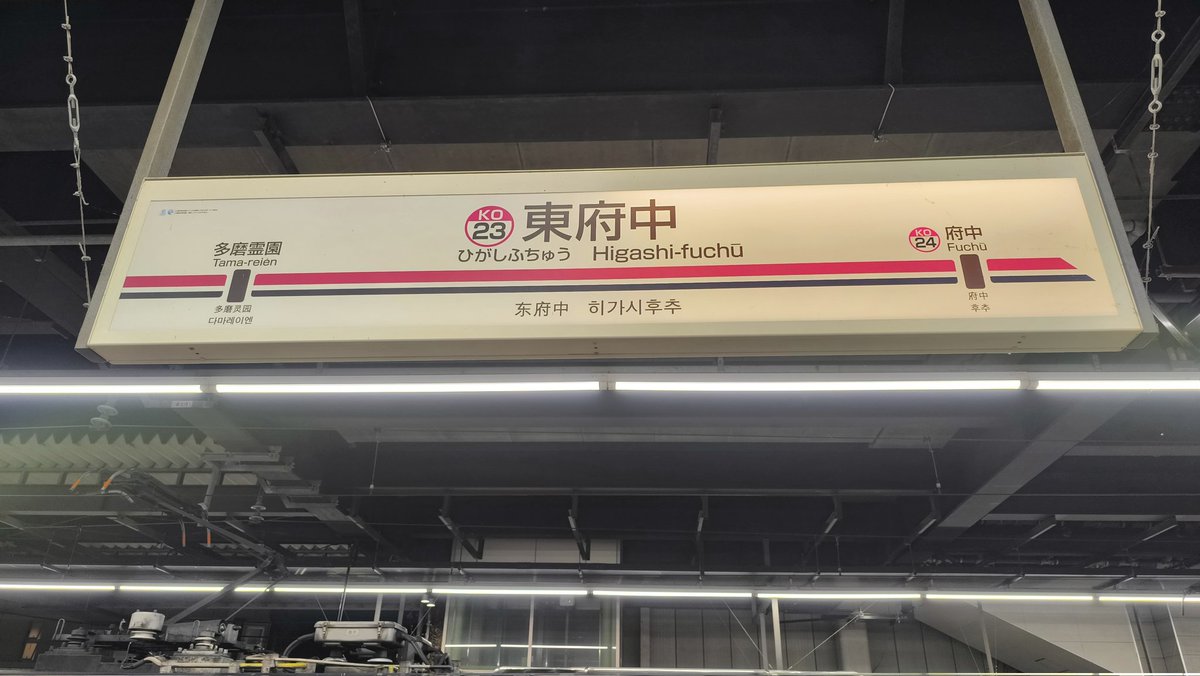 KO
23
東府中
ひがしふちゅう Higashi-fuchū
多磨霊園
Tama-reien
多磨灵园
다마레이엔
东府中 히가시후추
KO
24
府中
Fuchū
府中
후추